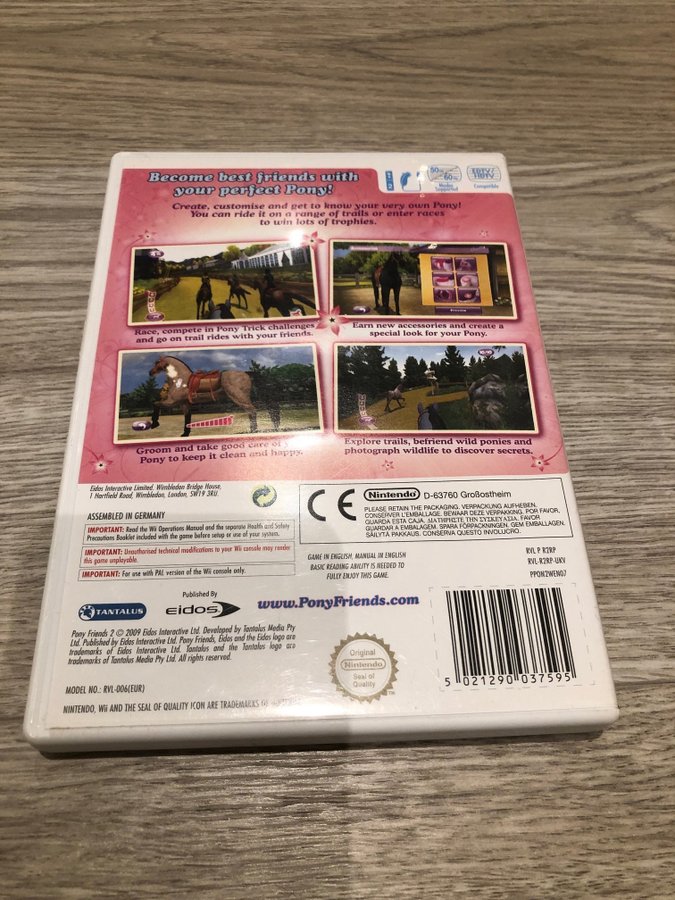 Become best friends with
your perfect Pony!
Create, customise and get to know your very own Pony!
You can ride it on a range of trails or enter races
to win lots of trophies.
50Hz
60Hz
Modes
Supported
EDTV/
HDTV
Compatible
Race, compete in Pony Trick challenges
and go on trail rides with your friends.
Earn new accessories and create a
special look for your Pony.
Groom and take good care of
Pony to keep it clean and happy.
Explore trails, befriend wild ponies and
photograph wildlife to discover secrets.
Eidos Interactive Limited. Wimbledon Bridge House,
1 Hartfield Road, Wimbledon, London, SW19 3RU.
ASSEMBLED IN GERMANY
IMPORTANT: Read the Wii Operations Manual and the separate Health and Safety
Precautions Booklet included with the game before setup or use of your system.
IMPORTANT: Unauthorised technical modifications to your Wii console may render
this game unplayable.
IMPORTANT: For use with PAL version of the Wii console only.
CE
Nintendo D-63760 Großostheim
PLEASE RETAIN THE PACKAGING. VERPACKUNG AUFHEBEN.
CONSERVER L'EMBALLAGE. BEWAAR DEZE VERPAKKING. POR FAVOR,
GUARDA ESTA CAJA. ΔΙΑΤΗΡΗΣΤΕ ΤΗΝ ΣΥΣΚΕΥΑΣΙΑ. FAVOR
GUARDAR A EMBALAGEM. SPARA FÖRPACKNINGEN. GEM EMBALLAGEN.
SÄILYTÄ PAKKAUS. CONSERVA QUESTO INVOLUCRO.
GAME IN ENGLISH, MANUAL IN ENGLISH
BASIC READING ABILITY IS NEEDED TO
FULLY ENJOY THIS GAME.
RVL P R2RP
RVL-R2RP-UKV
PPON2WEN07
Published By
TANTALUS
eidos
www.PonyFriends.com
Pony Friends 2 © 2009 Eidos Interactive Ltd. Developed by Tantalus Media Pty
Ltd. Published by Eidos Interactive Ltd. Pony Friends, Eidos and the Eidos logo are
trademarks of Eidos Interactive Ltd. Tantalus and the Tantalus logo are
trademarks of Tantalus Media Pty Ltd. All rights reserved.
Original
Nintendo
Seal of
Quality
5 021290 037595
MODEL NO.: RVL-006(EUR)
NINTENDO, Wii AND THE SEAL OF QUALITY ICON ARE TRADEMARKS OF